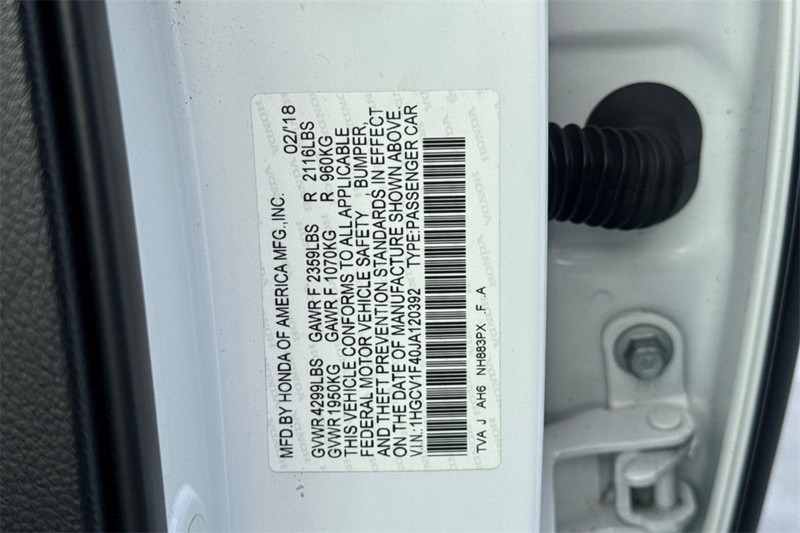 MFD.BY HONDA OF AMERICA MFG.,INC. 02/'18
GVWR 4299LBS GAWR F 2359LBS R 2116LBS
GVWR 1950KG GAWR F 1070KG R 960KG
THIS VEHICLE CONFORMS TO ALL APPLICABLE
FEDERAL MOTOR VEHICLE SAFETY , BUMPER,
AND THEFT PREVENTION STANDARDS IN EFFECT
ON THE DATE OF MANUFACTURE SHOWN ABOVE.
V.I.N.:1HGCV1F40JA120392 TYPE:PASSENGER CAR
TVA J AH6 NH883PX F A